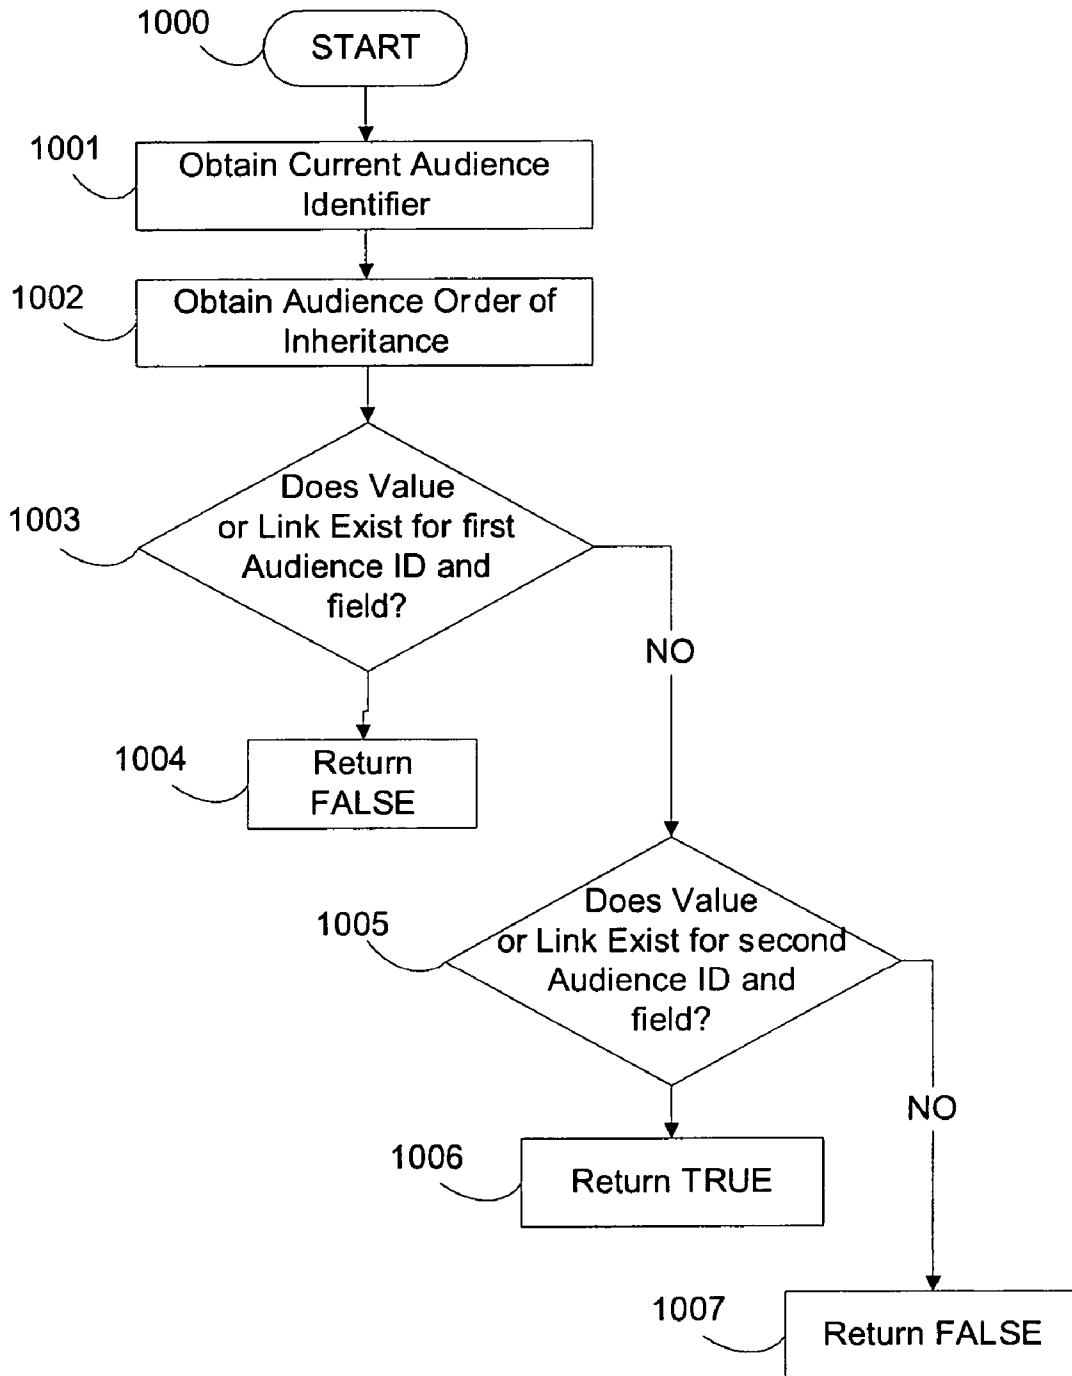 1000
START
1001
Obtain Current Audience
Identifier
1002
Obtain Audience Order of
Inheritance
1003
Does Value
or Link Exist for first
Audience ID and
field?
NO
1004
Return
FALSE
1005
Does Value
or Link Exist for second
Audience ID and
field?
NO
1006
Return TRUE
1007
Return FALSE